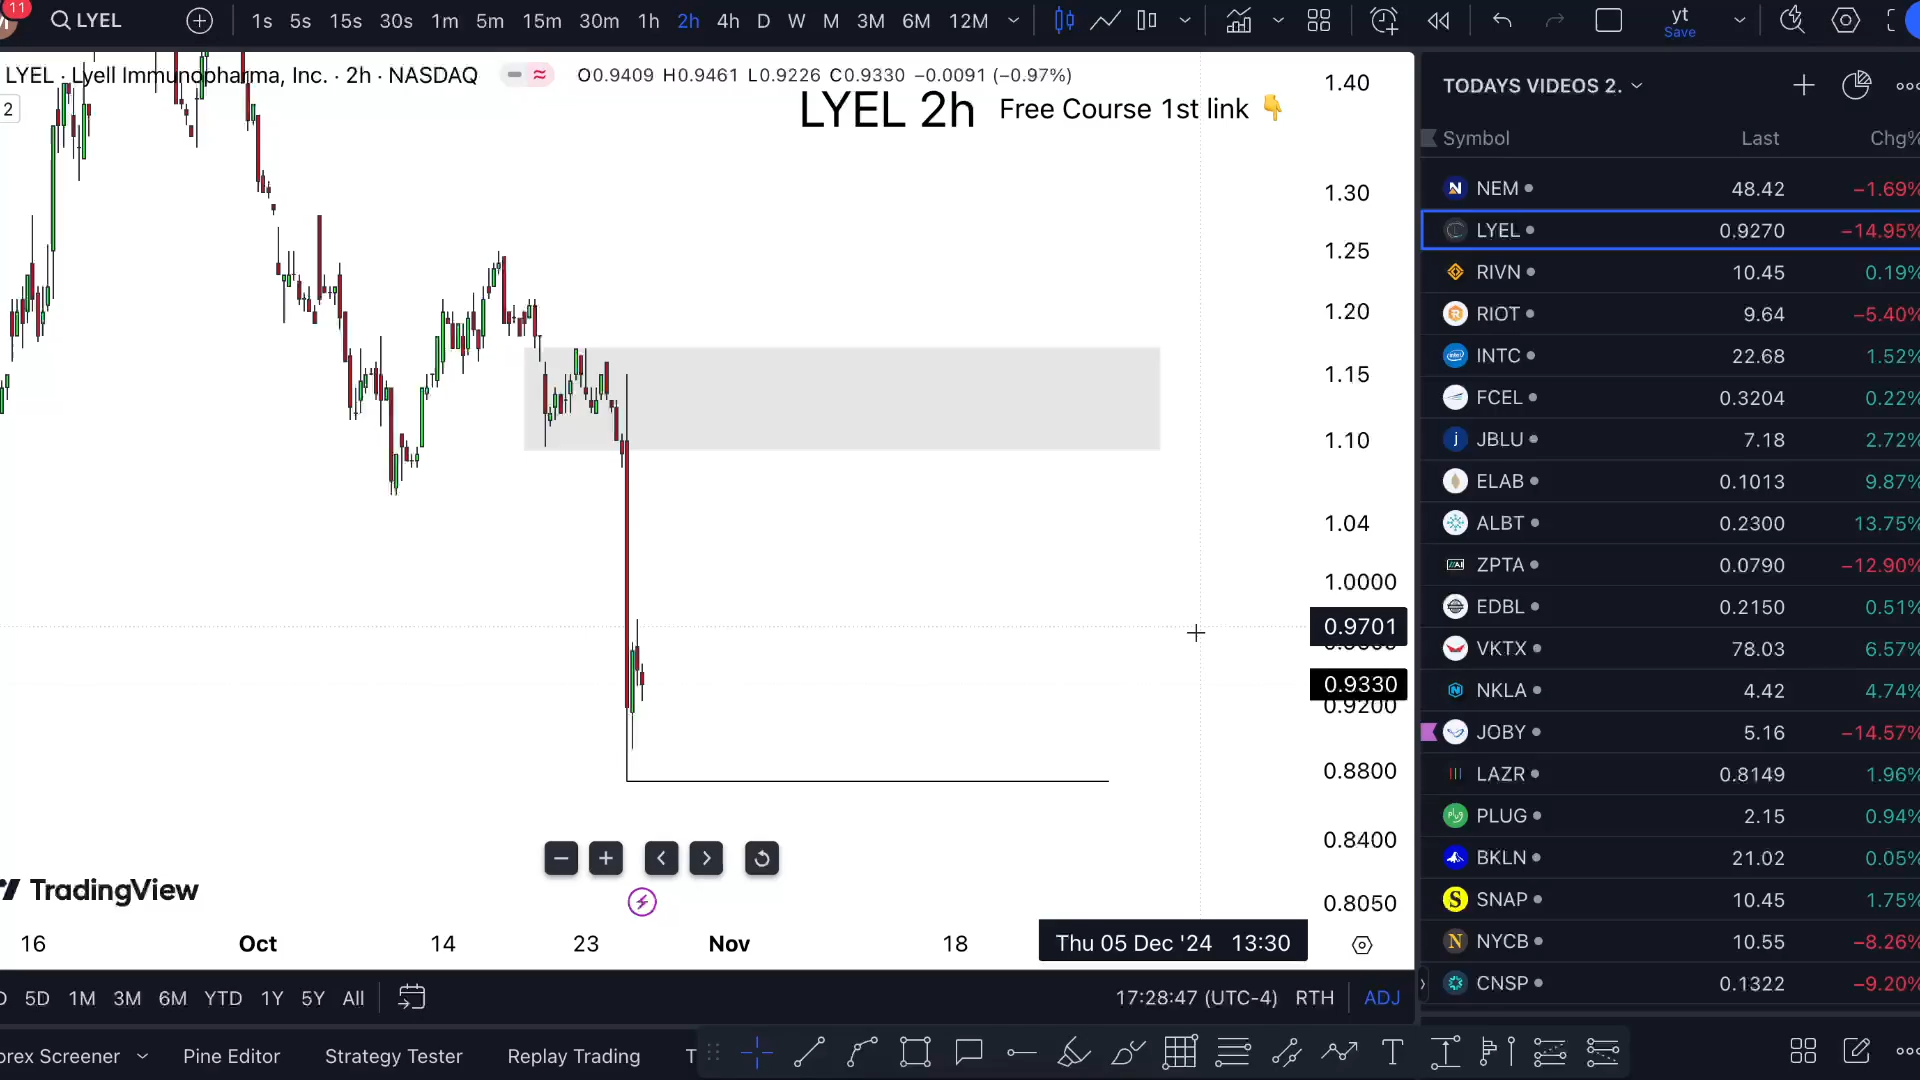 11
LYEL
1s 5s 15s 30s 1m 5m 15m 30m 1h 2h 4h D W M 3M 6M 12M
yt
Save
LYEL · Lyell Immunopharma, Inc. · 2h · NASDAQ
O0.9409 H0.9461 L0.9226 C0.9330 −0.0091 (−0.97%)
2
LYEL 2h
Free Course 1st link 👇
1.40
1.30
1.25
1.20
1.15
1.10
1.04
1.0000
0.9701
0.9330
0.9200
0.8800
0.8400
0.8050
TradingView
16 Oct 14 23 Nov 18
Thu 05 Dec '24 13:30
5D 1M 3M 6M YTD 1Y 5Y All
17:28:47 (UTC-4) RTH ADJ
Pine Editor Strategy Tester Replay Trading
TODAYS VIDEOS 2.
Symbol Last Chg%
NEM 48.42 −1.69%
LYEL 0.9270 −14.95%
RIVN 10.45 0.19%
RIOT 9.64 −5.40%
INTC 22.68 1.52%
FCEL 0.3204 0.22%
JBLU 7.18 2.72%
ELAB 0.1013 9.87%
ALBT 0.2300 13.75%
ZPTA 0.0790 −12.90%
EDBL 0.2150 0.51%
VKTX 78.03 6.57%
NKLA 4.42 4.74%
JOBY 5.16 −14.57%
LAZR 0.8149 1.96%
PLUG 2.15 0.94%
BKLN 21.02 0.05%
SNAP 10.45 1.75%
NYCB 10.55 −8.26%
CNSP 0.1322 −9.20%